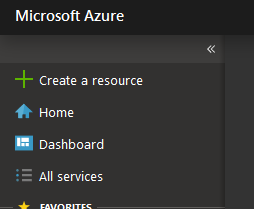 Microsoft Azure
Create a resource
Home
Dashboard
All services
FAVORITES